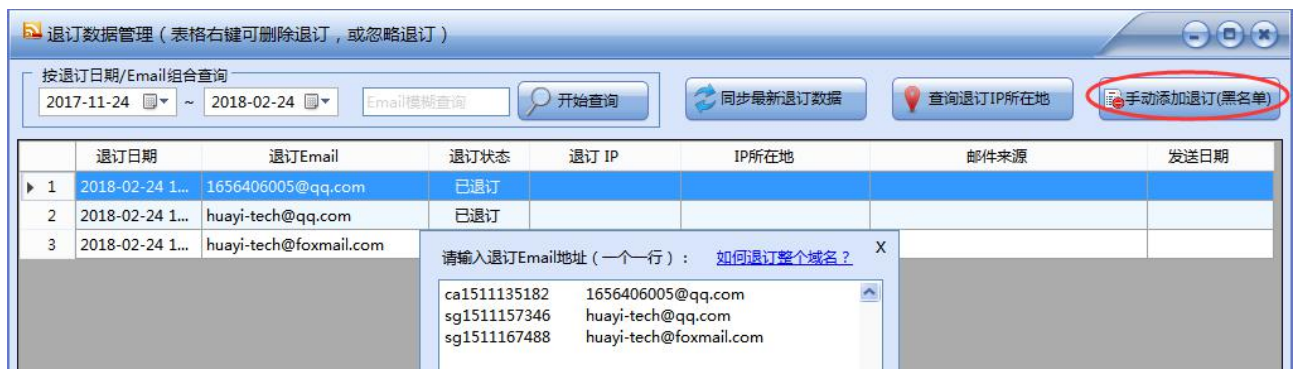 退订数据管理（表格右键可删除退订，或忽略退订）
按退订日期/Email组合查询
2017-11-24 ~ 2018-02-24 Email模糊查询 开始查询 同步最新退订数据 查询退订IP所在地 手动添加退订(黑名单)
退订日期 退订Email 退订状态 退订 IP IP所在地 邮件来源 发送日期
1 2018-02-24 1... 1656406005@qq.com 已退订
2 2018-02-24 1... huayi-tech@qq.com 已退订
3 2018-02-24 1... huayi-tech@foxmail.com
请输入退订Email地址（一个一行）： 如何退订整个域名？ X
ca1511135182 1656406005@qq.com
sg1511157346 huayi-tech@qq.com
sg1511167488 huayi-tech@foxmail.com